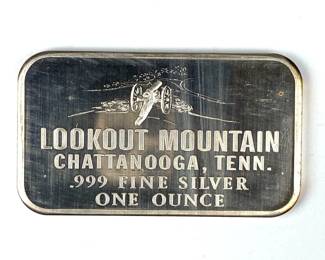 LOOKOUT MOUNTAIN
CHATTANOOGA, TENN.
.999 FINE SILVER
ONE OUNCE